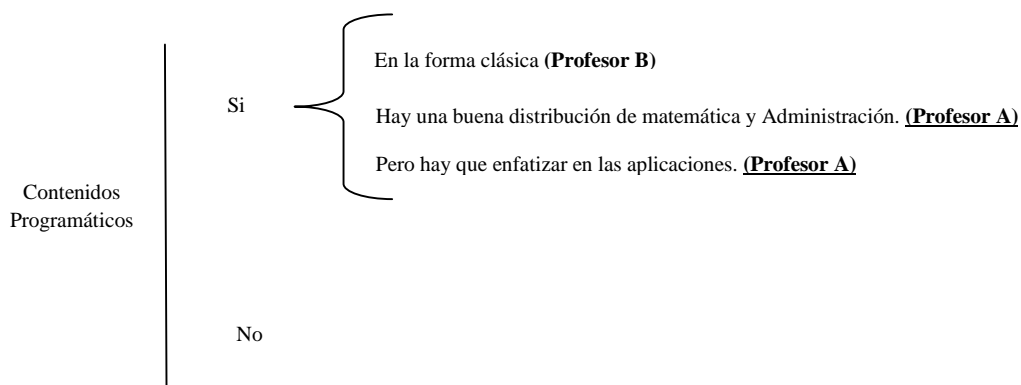 En la forma clásica (Profesor B)
Si
Hay una buena distribución de matemática y Administración. (Profesor A)
Pero hay que enfatizar en las aplicaciones. (Profesor A)
Contenidos
Programáticos
No